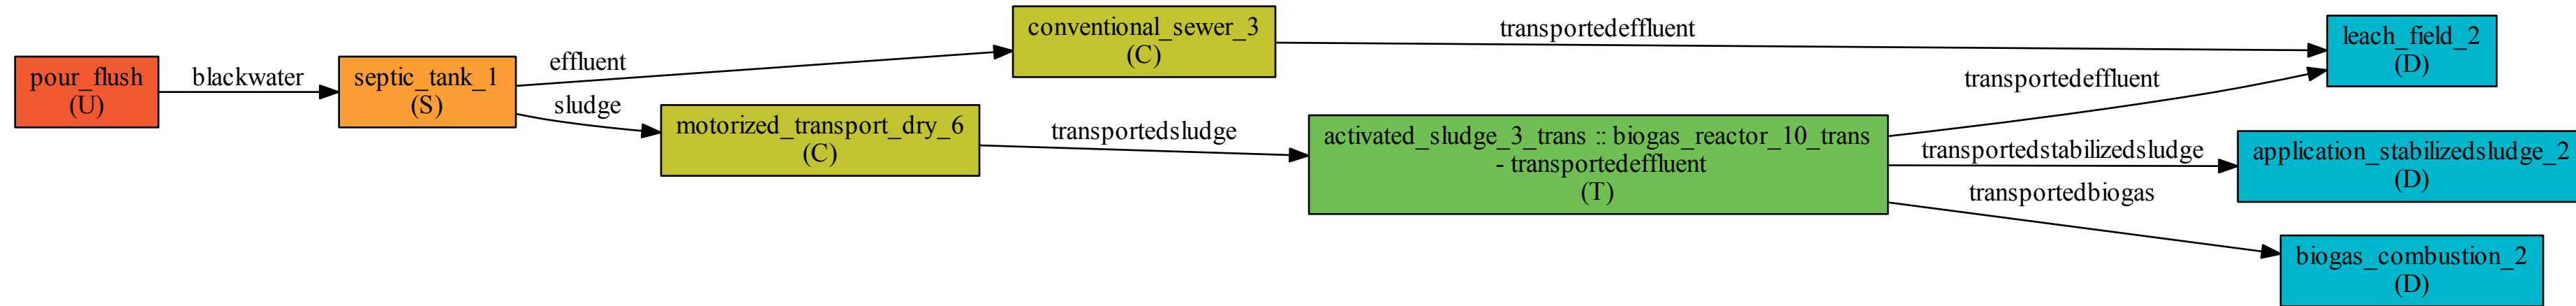 pour_flush
(U)
blackwater
septic_tank_1
(S)
effluent
sludge
conventional_sewer_3
(C)
motorized_transport_dry_6
(C)
transportedeffluent
transportedsludge
activated_sludge_3_trans :: biogas_reactor_10_trans
- transportedeffluent
(T)
transportedeffluent
transportedstabilizedsludge
transportedbiogas
leach_field_2
(D)
application_stabilizedsludge_2
(D)
biogas_combustion_2
(D)